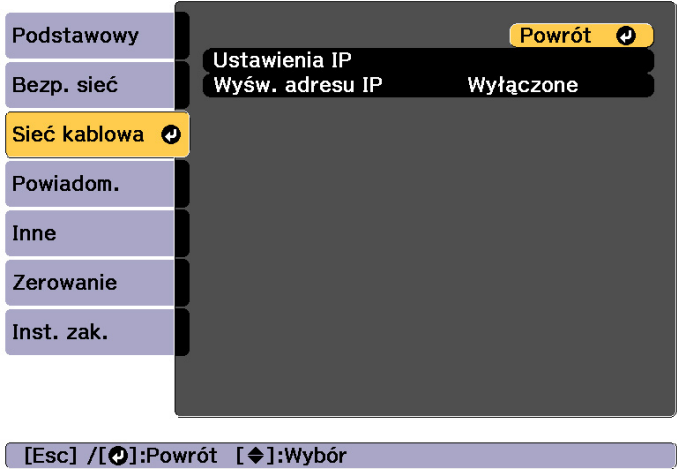 Podstawowy
Bezp. sieć
Sieć kablowa
Powiadom.
Inne
Zerowanie
Inst. zak.
Powrót
Ustawienia IP
Wyśw. adresu IP Wyłączone
[Esc] /[⏎]:Powrót [◆]:Wybór